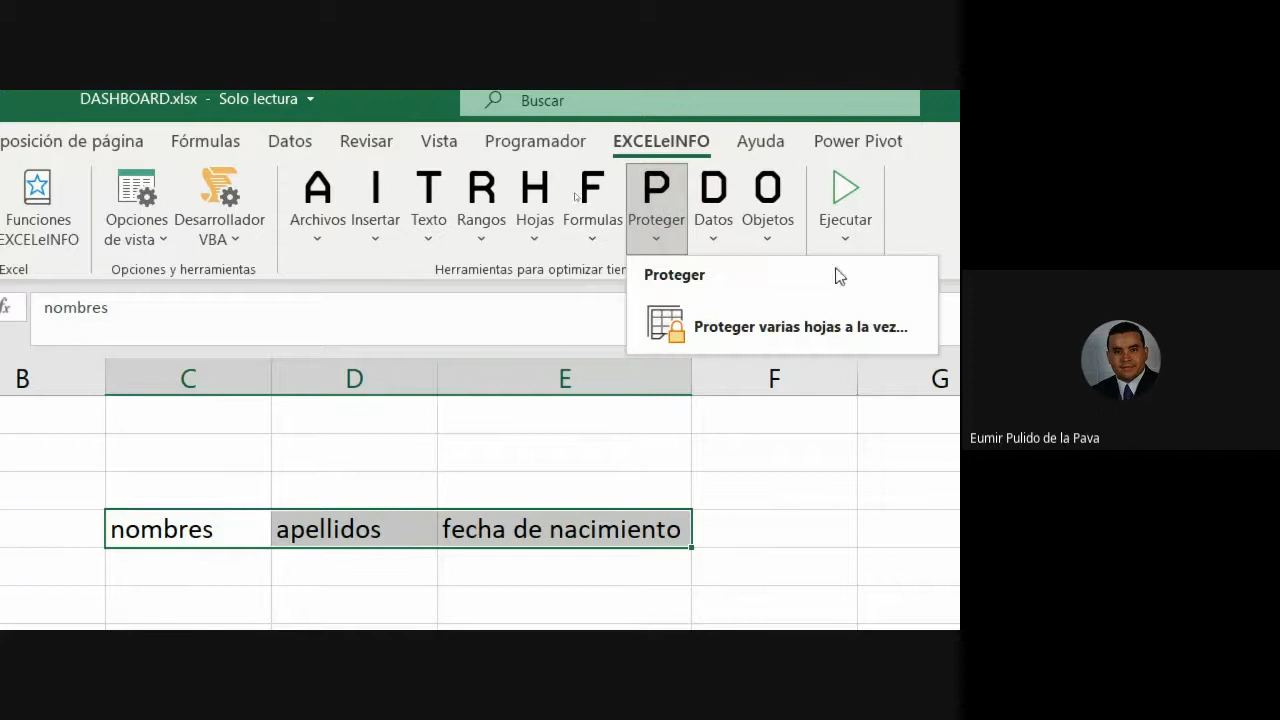 DASHBOARD.xlsx - Solo lectura
Buscar
posición de página Fórmulas Datos Revisar Vista Programador EXCELeINFO Ayuda Power Pivot
A I T R H F P D O
Funciones Opciones Desarrollador Archivos Insertar Texto Rangos Hojas Formulas Proteger Datos Objetos Ejecutar
EXCELeINFO de vista VBA
Excel Opciones y herramientas Herramientas para optimizar tie
Proteger
fx nombres
Proteger varias hojas a la vez...
B C D E F G
nombres apellidos fecha de nacimiento
Eumir Pulido de la Pava